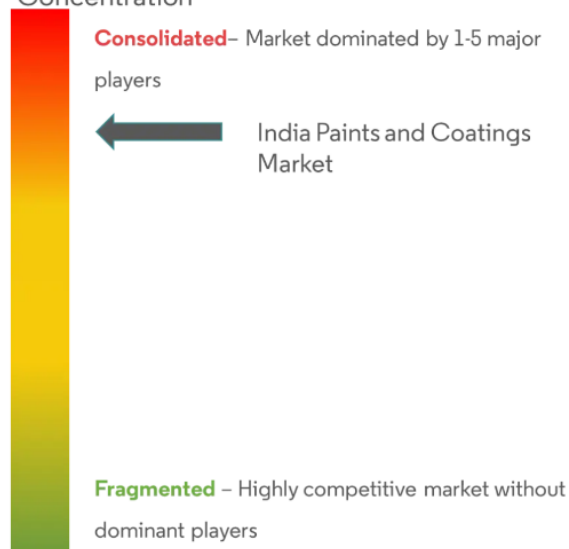 Concentration
Consolidated– Market dominated by 1-5 major
players
India Paints and Coatings
Market
Fragmented – Highly competitive market without
dominant players